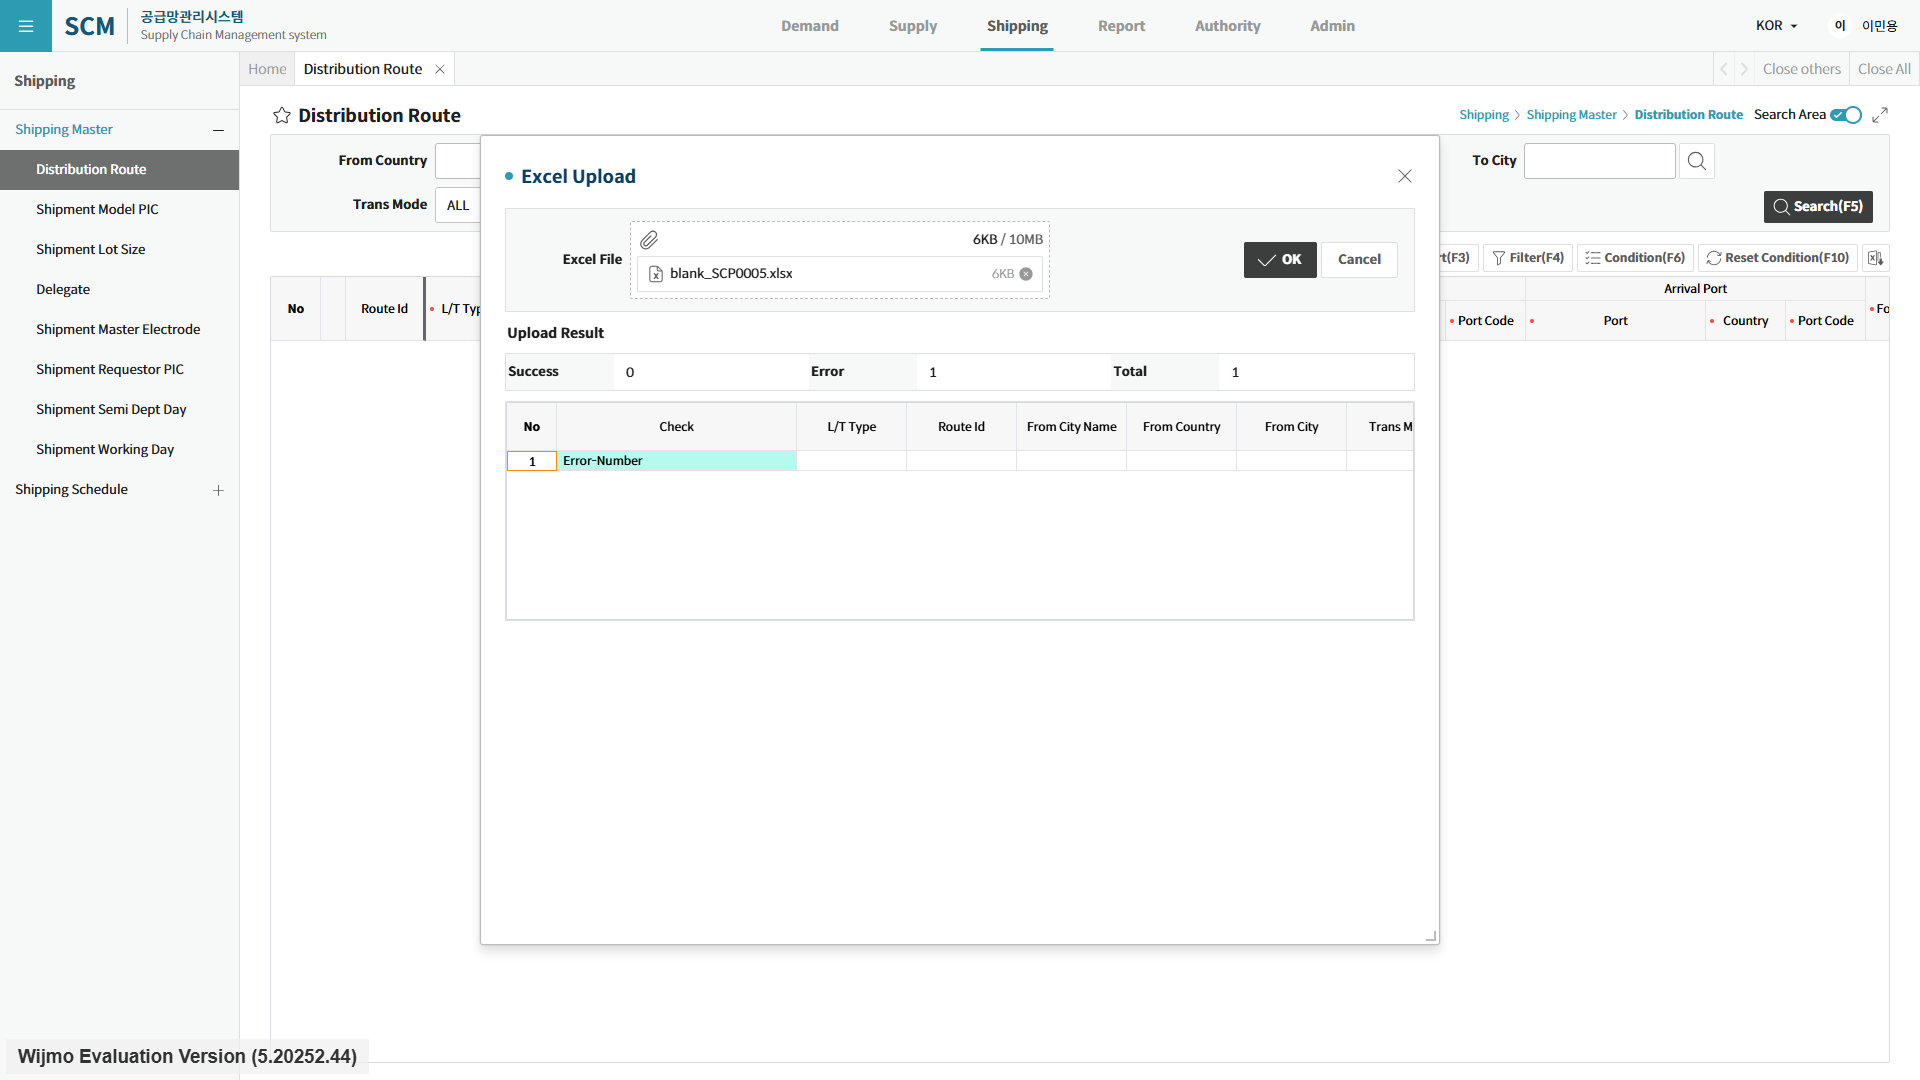 SCM
공급망관리시스템
Supply Chain Management system
Demand
Supply
Shipping
Report
Authority
Admin
KOR
이
이민용
Shipping
Home
Distribution Route
Close others
Close All
Shipping Master
Distribution Route
Shipment Model PIC
Shipment Lot Size
Delegate
Shipment Master Electrode
Shipment Requestor PIC
Shipment Semi Dept Day
Shipment Working Day
Shipping Schedule
Distribution Route
Shipping > Shipping Master > Distribution Route
Search Area
From Country
To City
Trans Mode
ALL
Search(F5)
t(F3)
Filter(F4)
Condition(F6)
Reset Condition(F10)
No
Route Id
L/T Typ
Arrival Port
Port Code
Port
Country
Port Code
Fo
Excel Upload
Excel File
6KB / 10MB
blank_SCP0005.xlsx
6KB
OK
Cancel
Upload Result
Success 0 Error 1 Total 1
No Check L/T Type Route Id From City Name From Country From City Trans M
1 Error-Number
Wijmo Evaluation Version (5.20252.44)